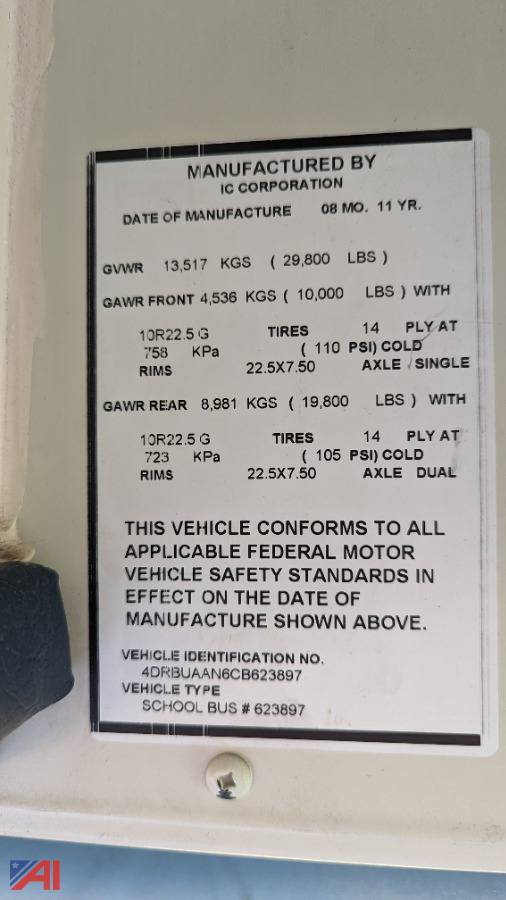 MANUFACTURED BY
IC CORPORATION
DATE OF MANUFACTURE 08 MO. 11 YR.
GVWR 13,517 KGS ( 29,800 LBS )
GAWR FRONT 4,536 KGS ( 10,000 LBS ) WITH
10R22.5 G TIRES 14 PLY AT
758 KPa ( 110 PSI) COLD
RIMS 22.5X7.50 AXLE SINGLE
GAWR REAR 8,981 KGS ( 19,800 LBS ) WITH
10R22.5 G TIRES 14 PLY AT
723 KPa ( 105 PSI) COLD
RIMS 22.5X7.50 AXLE DUAL
THIS VEHICLE CONFORMS TO ALL
APPLICABLE FEDERAL MOTOR
VEHICLE SAFETY STANDARDS IN
EFFECT ON THE DATE OF
MANUFACTURE SHOWN ABOVE.
VEHICLE IDENTIFICATION NO.
4DRBUAAN6CB623897
VEHICLE TYPE
SCHOOL BUS # 623897
AI